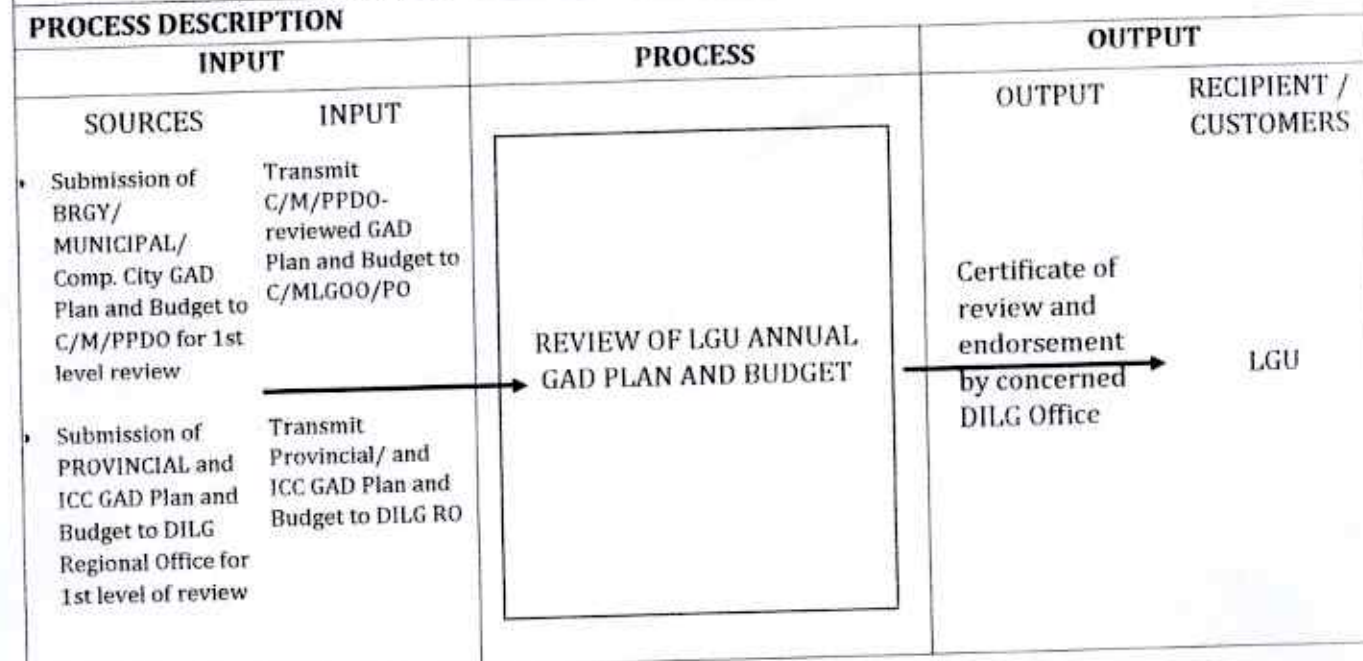 PROCESS DESCRIPTION
INPUT
PROCESS
OUTPUT
SOURCES
INPUT
OUTPUT
RECIPIENT /
CUSTOMERS
• Submission of
BRGY/
MUNICIPAL/
Comp. City GAD
Plan and Budget to
C/M/PPDO for 1st
level review
Transmit
C/M/PPDO-
reviewed GAD
Plan and Budget to
C/MLGOO/PO
• Submission of
PROVINCIAL and
ICC GAD Plan and
Budget to DILG
Regional Office for
1st level of review
Transmit
Provincial/ and
ICC GAD Plan and
Budget to DILG RO
REVIEW OF LGU ANNUAL
GAD PLAN AND BUDGET
Certificate of
review and
endorsement
by concerned
DILG Office
LGU